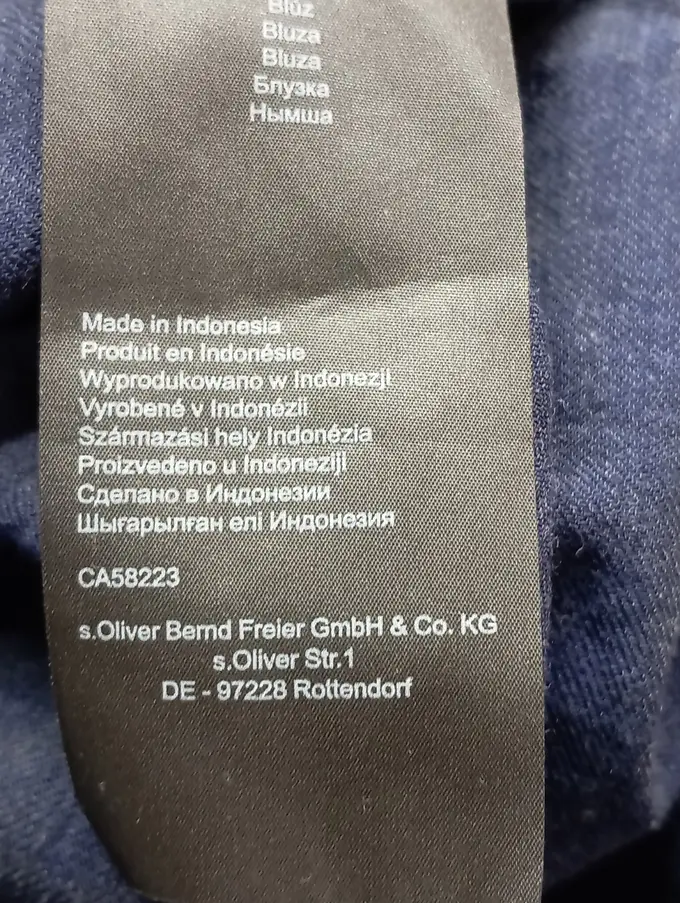 Blúz
Bluza
Bluza
Блузка
Нымша
Made in Indonesia
Produit en Indonésie
Wyprodukowano w Indonezji
Vyrobené v Indonézii
Származási hely Indonézia
Proizvedeno u Indoneziji
Сделано в Индонезии
Шығарылған елі Индонезия
CA58223
s.Oliver Bernd Freier GmbH & Co. KG
s.Oliver Str.1
DE - 97228 Rottendorf